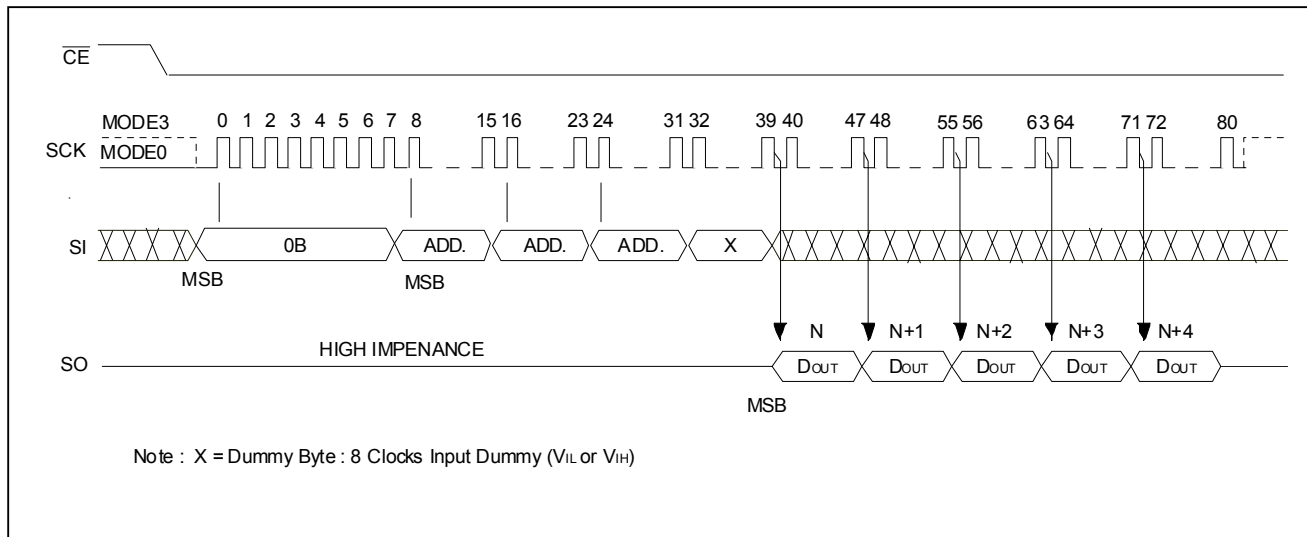 CE
MODE3 0 1 2 3 4 5 6 7 8 15 16 23 24 31 32 39 40 47 48 55 56 63 64 71 72 80
SCK MODE0
SI 0B ADD. ADD. ADD. X
MSB MSB
N N+1 N+2 N+3 N+4
HIGH IMPENANCE
SO DOUT DOUT DOUT DOUT DOUT
MSB
Note : X = Dummy Byte : 8 Clocks Input Dummy (VIL or VIH)